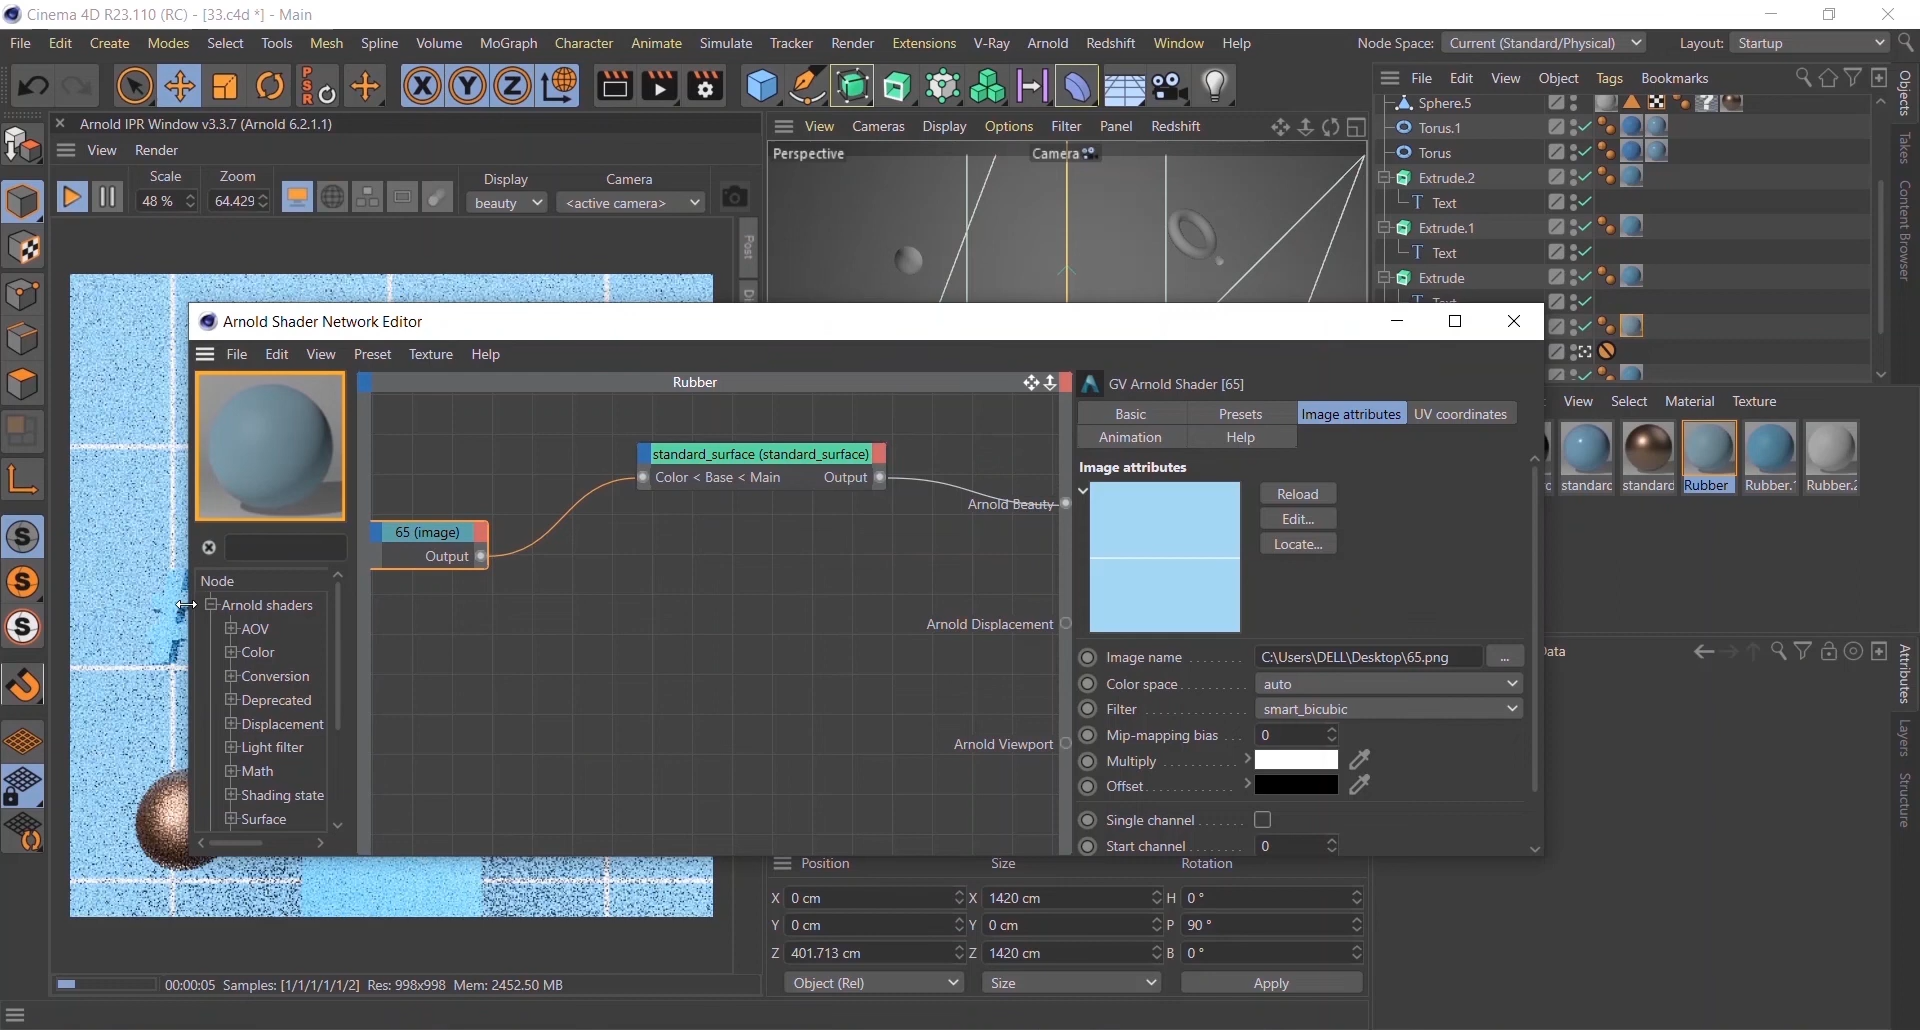 Cinema 4D R23.110 (RC) - [33.c4d *] - Main
File Edit Create Modes Select Tools Mesh Spline Volume MoGraph Character Animate Simulate Tracker Render Extensions V-Ray Arnold Redshift Window Help
Node Space: Current (Standard/Physical) Layout: Startup
P
S
R
X Y Z
File Edit View Object Tags Bookmarks
Objects
Takes
Content Browser
Arnold IPR Window v3.3.7 (Arnold 6.2.1.1)
View Render
Scale Zoom
48 % 64.429
Display Camera
beauty <active camera>
Post
View Cameras Display Options Filter Panel Redshift
Perspective
Camera
Sphere.5
Torus.1
Torus
Extrude.2
Text
Extrude.1
Text
Extrude
Arnold Shader Network Editor
File Edit View Preset Texture Help
Rubber
standard_surface (standard_surface)
Color < Base < Main Output
65 (image)
Output
Arnold Beauty
Arnold Displacement
Arnold Viewport
Node
Arnold shaders
AOV
Color
Conversion
Deprecated
Displacement
Light filter
Math
Shading state
Surface
GV Arnold Shader [65]
Basic Presets Image attributes UV coordinates
Animation Help
Image attributes
Reload
Edit...
Locate...
Image name ........ C:\Users\DELL\Desktop\65.png ...
Color space.......... auto
Filter ............... smart_bicubic
Mip-mapping bias ... 0
Multiply ...........
Offset..............
Single channel .......
Start channel ........ 0
View Select Material Texture
standard standard Rubber Rubber.1 Rubber.2
Data
Attributes
Layers
Structure
Position Size Rotation
X 0 cm X 1420 cm H 0 °
Y 0 cm Y 0 cm P 90 °
Z 401.713 cm Z 1420 cm B 0 °
Object (Rel) Size Apply
00:00:05 Samples: [1/1/1/1/1/2] Res: 998x998 Mem: 2452.50 MB